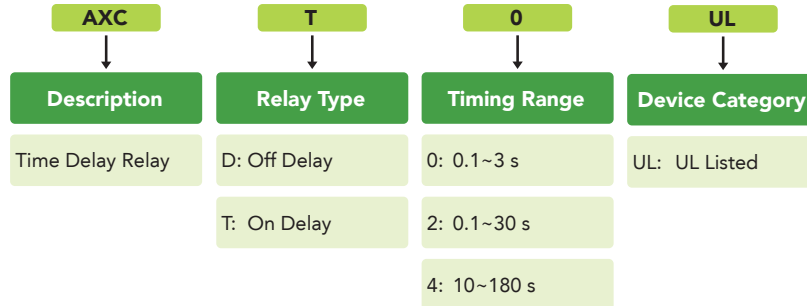 AXC T 0 UL
Description Relay Type Timing Range Device Category
Time Delay Relay D: Off Delay 0: 0.1~3 s UL: UL Listed
T: On Delay 2: 0.1~30 s
4: 10~180 s